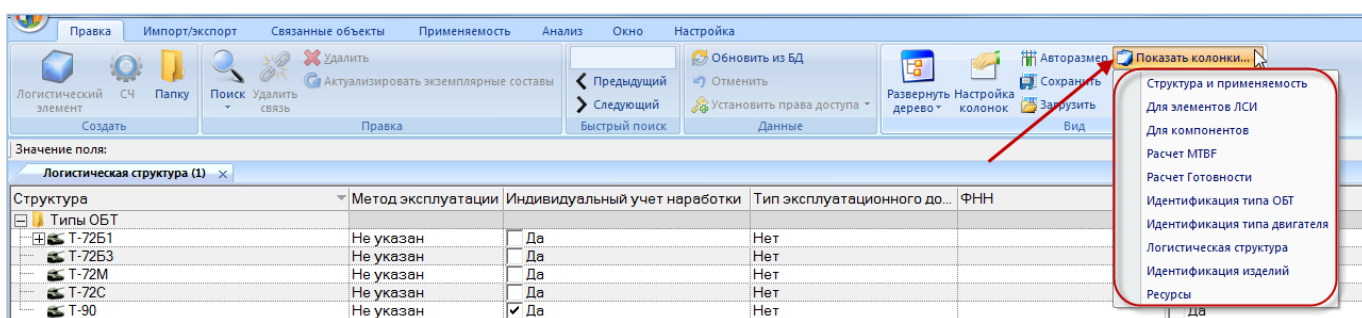 Правка Импорт/экспорт Связанные объекты Применяемость Анализ Окно Настройка
Логистический элемент
СЧ
Папку
Создать
Поиск
Удалить связь
Удалить
Актуализировать экземплярные составы
Правка
Предыдущий
Следующий
Быстрый поиск
Обновить из БД
Отменить
Установить права доступа
Данные
Развернуть дерево
Настройка колонок
Авторазмер
Сохранить
Загрузить
Вид
Показать колонки...
Структура и применяемость
Для элементов ЛСИ
Для компонентов
Расчет MTBF
Расчет Готовности
Идентификация типа ОБТ
Идентификация типа двигателя
Логистическая структура
Идентификация изделий
Ресурсы
Значение поля:
Логистическая структура (1)
Структура Метод эксплуатации Индивидуальный учет наработки Тип эксплуатационного до... ФНН
Типы ОБТ
Т-72Б1 Не указан Да Нет
Т-72Б3 Не указан Да Нет
Т-72М Не указан Да Нет
Т-72С Не указан Да Нет
Т-90 Не указан Да Нет Да